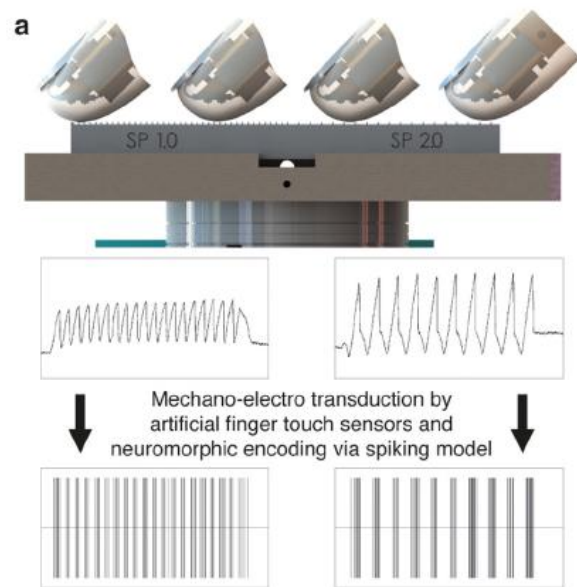 a
SP 1.0 SP 2.0
Mechano-electro transduction by
artificial finger touch sensors and
neuromorphic encoding via spiking model